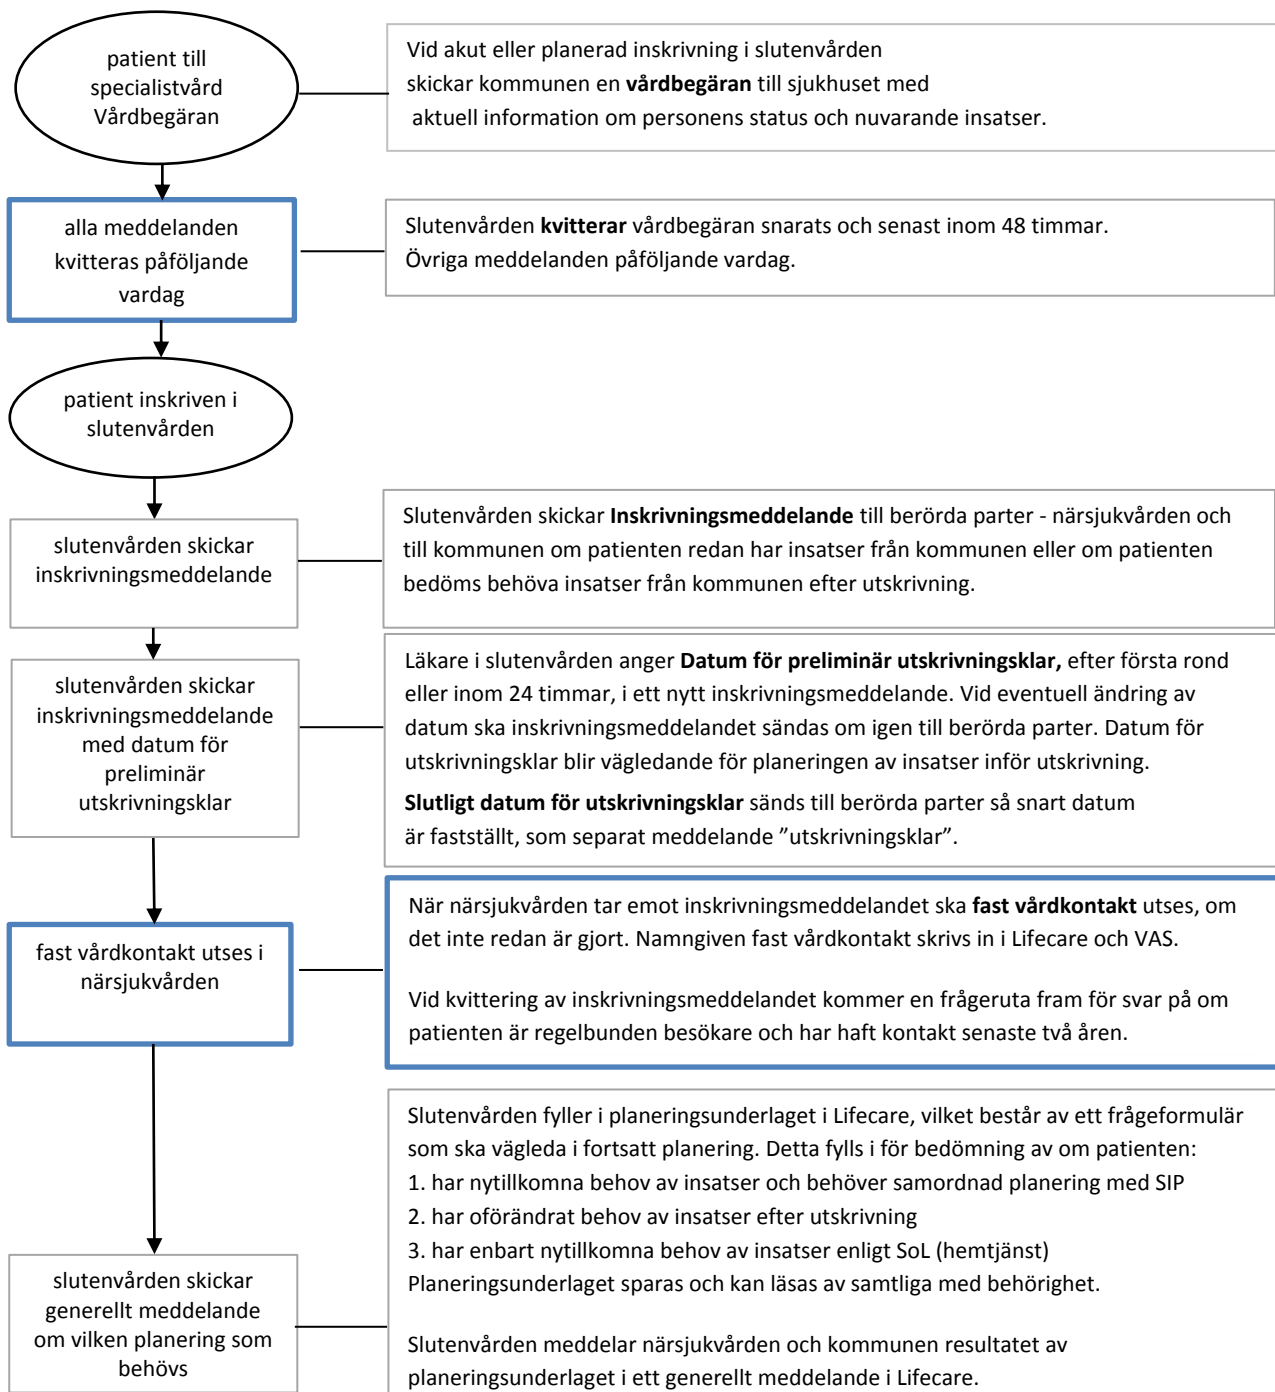 patient till
specialistvård
Vårdbegäran
Vid akut eller planerad inskrivning i slutenvården
skickar kommunen en vårdbegäran till sjukhuset med
aktuell information om personens status och nuvarande insatser.
alla meddelanden
kvitteras påföljande
vardag
Slutenvården kvitterar vårdbegäran snarats och senast inom 48 timmar.
Övriga meddelanden påföljande vardag.
patient inskriven i
slutenvården
slutenvården skickar
inskrivningsmeddelande
Slutenvården skickar Inskrivningsmeddelande till berörda parter - närsjukvården och
till kommunen om patienten redan har insatser från kommunen eller om patienten
bedöms behöva insatser från kommunen efter utskrivning.
slutenvården skickar
inskrivningsmeddelande
med datum för
preliminär
utskrivningsklar
Läkare i slutenvården anger Datum för preliminär utskrivningsklar, efter första rond
eller inom 24 timmar, i ett nytt inskrivningsmeddelande. Vid eventuell ändring av
datum ska inskrivningsmeddelandet sändas om igen till berörda parter. Datum för
utskrivningsklar blir vägledande för planeringen av insatser inför utskrivning.
Slutligt datum för utskrivningsklar sänds till berörda parter så snart datum
är fastställt, som separat meddelande ”utskrivningsklar”.
fast vårdkontakt utses i
närsjukvården
När närsjukvården tar emot inskrivningsmeddelandet ska fast vårdkontakt utses, om
det inte redan är gjort. Namngiven fast vårdkontakt skrivs in i Lifecare och VAS.
Vid kvittering av inskrivningsmeddelandet kommer en frågeruta fram för svar på om
patienten är regelbunden besökare och har haft kontakt senaste två åren.
slutenvården skickar
generellt meddelande
om vilken planering som
behövs
Slutenvården fyller i planeringsunderlaget i Lifecare, vilket består av ett frågeformulär
som ska vägleda i fortsatt planering. Detta fylls i för bedömning av om patienten:
1. har nytillkomna behov av insatser och behöver samordnad planering med SIP
2. har oförändrat behov av insatser efter utskrivning
3. har enbart nytillkomna behov av insatser enligt SoL (hemtjänst)
Planeringsunderlaget sparas och kan läsas av samtliga med behörighet.
Slutenvården meddelar närsjukvården och kommunen resultatet av
planeringsunderlaget i ett generellt meddelande i Lifecare.